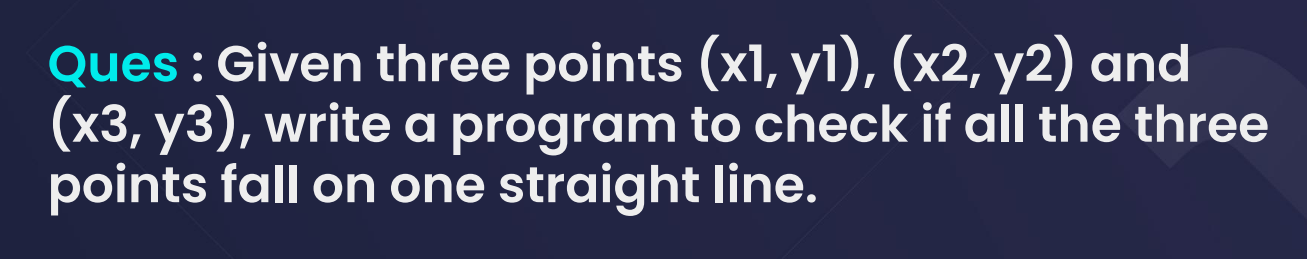 Ques : Given three points (x1, y1), (x2, y2) and
(x3, y3), write a program to check if all the three
points fall on one straight line.